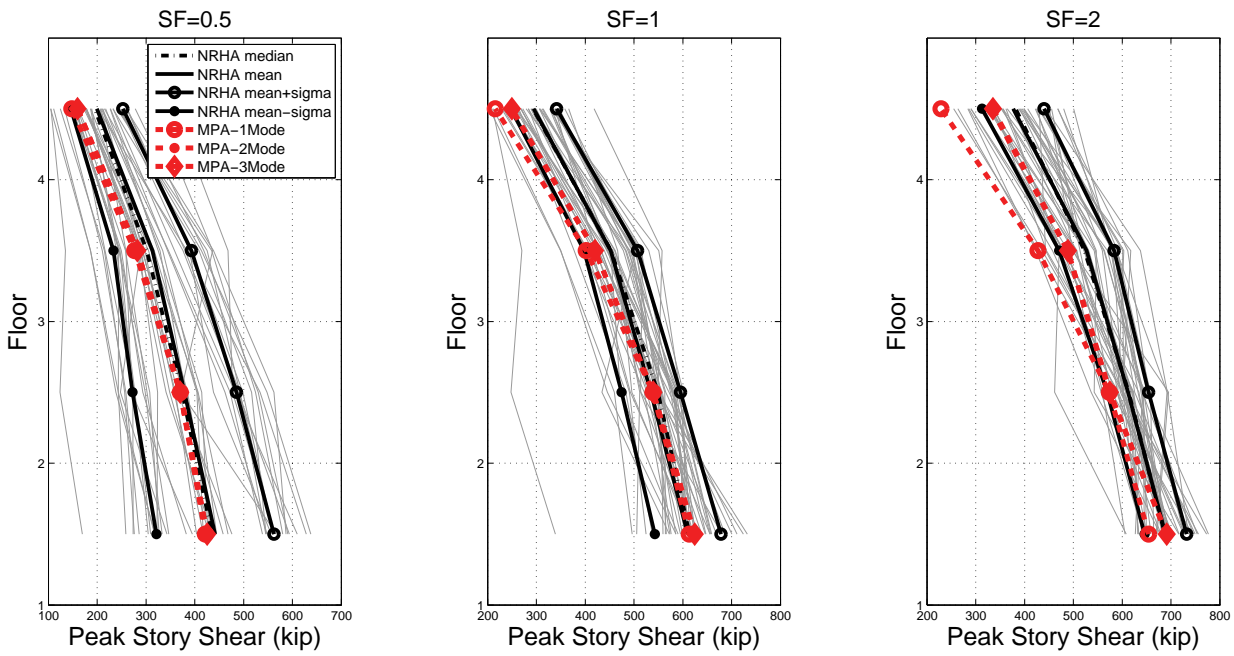 SF=0.5
SF=1
SF=2
NRHA median
NRHA mean
NRHA mean+sigma
NRHA mean-sigma
MPA-1Mode
MPA-2Mode
MPA-3Mode
Floor
4
3
2
1
100 200 300 400 500 600 700
Peak Story Shear (kip)
Floor
4
3
2
1
200 300 400 500 600 700 800
Peak Story Shear (kip)
Floor
4
3
2
1
200 300 400 500 600 700 800
Peak Story Shear (kip)